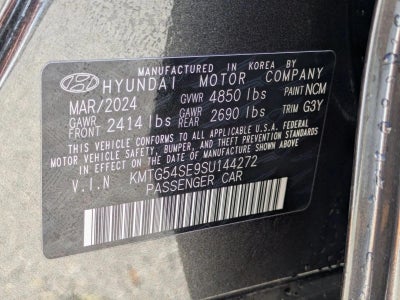 MANUFACTURED IN KOREA BY
HYUNDAI MOTOR COMPANY
MAR/2024 GVWR 4850 lbs PAINT NCM
GAWR FRONT 2414 lbs GAWR REAR 2690 lbs TRIM G3Y
THIS VEHICLE CONFORMS TO ALL APPLICABLE U.S.A. FEDERAL
MOTOR VEHICLE SAFETY, BUMPER, AND THEFT PREVENTION STANDARDS
IN EFFECT ON THE DATE OF MANUFACTURE SHOWN ABOVE.
V.I.N KMTG54SE9SU144272
PASSENGER CAR